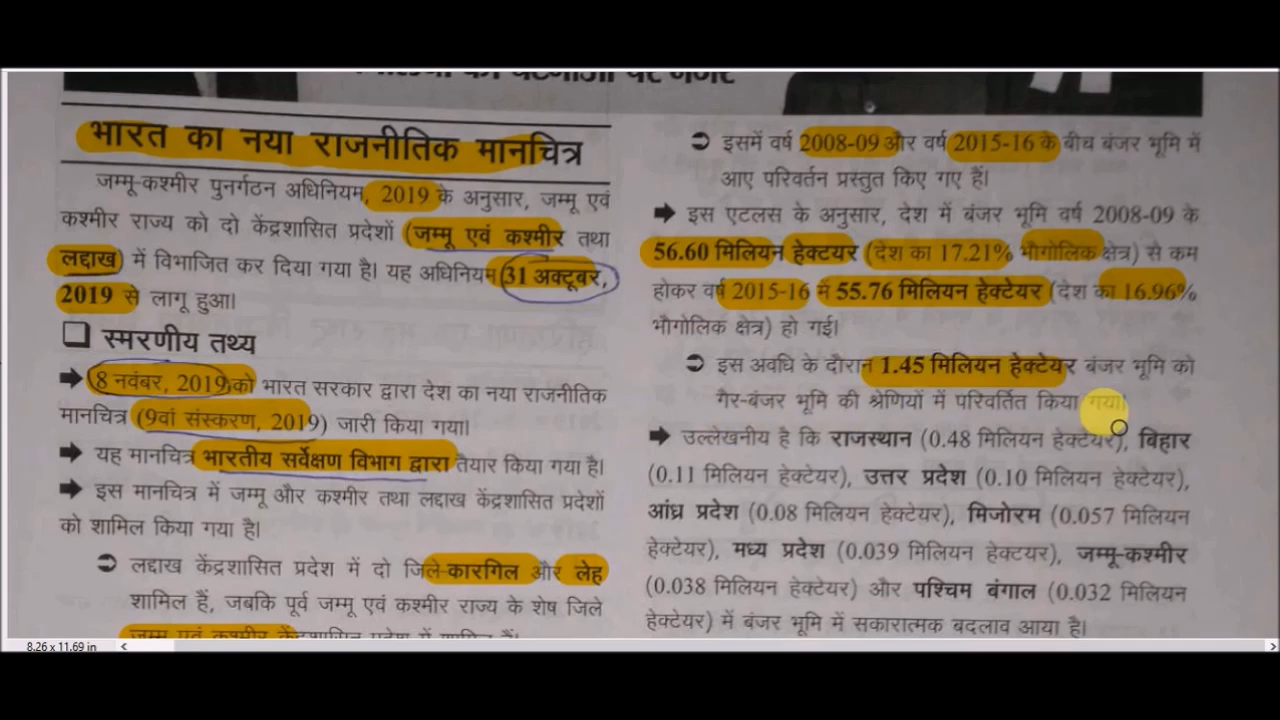 भारत का नया राजनीतिक मानचित्र
जम्मू-कश्मीर पुनर्गठन अधिनियम, 2019 के अनुसार, जम्मू एवं
कश्मीर राज्य को दो केंद्रशासित प्रदेशों (जम्मू एवं कश्मीर तथा
लद्दाख) में विभाजित कर दिया गया है। यह अधिनियम 31 अक्टूबर,
2019 से लागू हुआ।
स्मरणीय तथ्य
8 नवंबर, 2019 को भारत सरकार द्वारा देश का नया राजनीतिक
मानचित्र (9वां संस्करण, 2019) जारी किया गया।
यह मानचित्र भारतीय सर्वेक्षण विभाग द्वारा तैयार किया गया है।
इस मानचित्र में जम्मू और कश्मीर तथा लद्दाख केंद्रशासित प्रदेशों
को शामिल किया गया है।
लद्दाख केंद्रशासित प्रदेश में दो जिले-कारगिल और लेह
शामिल हैं, जबकि पूर्व जम्मू एवं कश्मीर राज्य के शेष जिले
जम्मू एवं कश्मीर केंद्रशासित प्रदेश में शामिल हैं।
इसमें वर्ष 2008-09 और वर्ष 2015-16 के बीच बंजर भूमि में
आए परिवर्तन प्रस्तुत किए गए हैं।
इस एटलस के अनुसार, देश में बंजर भूमि वर्ष 2008-09 के
56.60 मिलियन हेक्टयर (देश का 17.21% भौगोलिक क्षेत्र) से कम
होकर वर्ष 2015-16 में 55.76 मिलियन हेक्टेयर (देश का 16.96%
भौगोलिक क्षेत्र) हो गई।
इस अवधि के दौरान 1.45 मिलियन हेक्टेयर बंजर भूमि को
गैर-बंजर भूमि की श्रेणियों में परिवर्तित किया गया।
उल्लेखनीय है कि राजस्थान (0.48 मिलियन हेक्टेयर), बिहार
(0.11 मिलियन हेक्टेयर), उत्तर प्रदेश (0.10 मिलियन हेक्टेयर),
आंध्र प्रदेश (0.08 मिलियन हेक्टेयर), मिजोरम (0.057 मिलियन
हेक्टेयर), मध्य प्रदेश (0.039 मिलियन हेक्टयर), जम्मू-कश्मीर
(0.038 मिलियन हेक्टेयर) और पश्चिम बंगाल (0.032 मिलियन
हेक्टेयर) में बंजर भूमि में सकारात्मक बदलाव आया है।
8.26 x 11.69 in